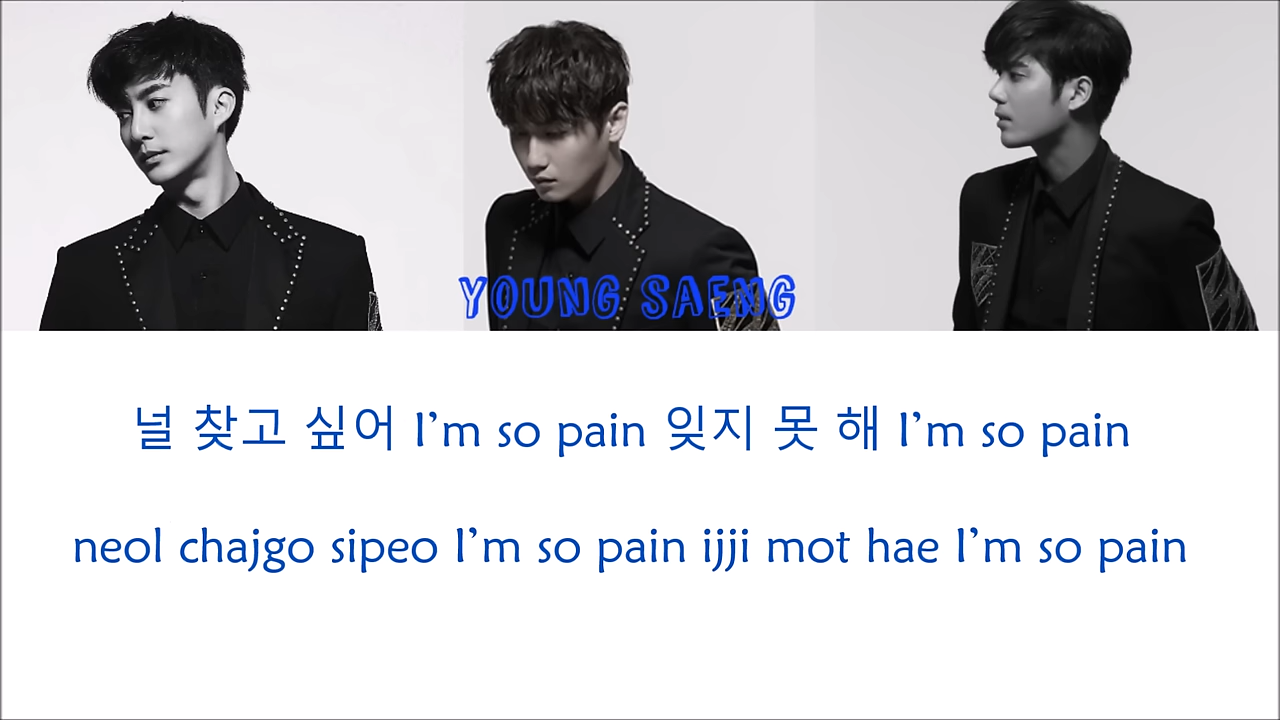 YOUNG SAENG
널 찾고 싶어 I'm so pain 잊지 못 해 I'm so pain
neol chajgo sipeo I'm so pain ijji mot hae I'm so pain